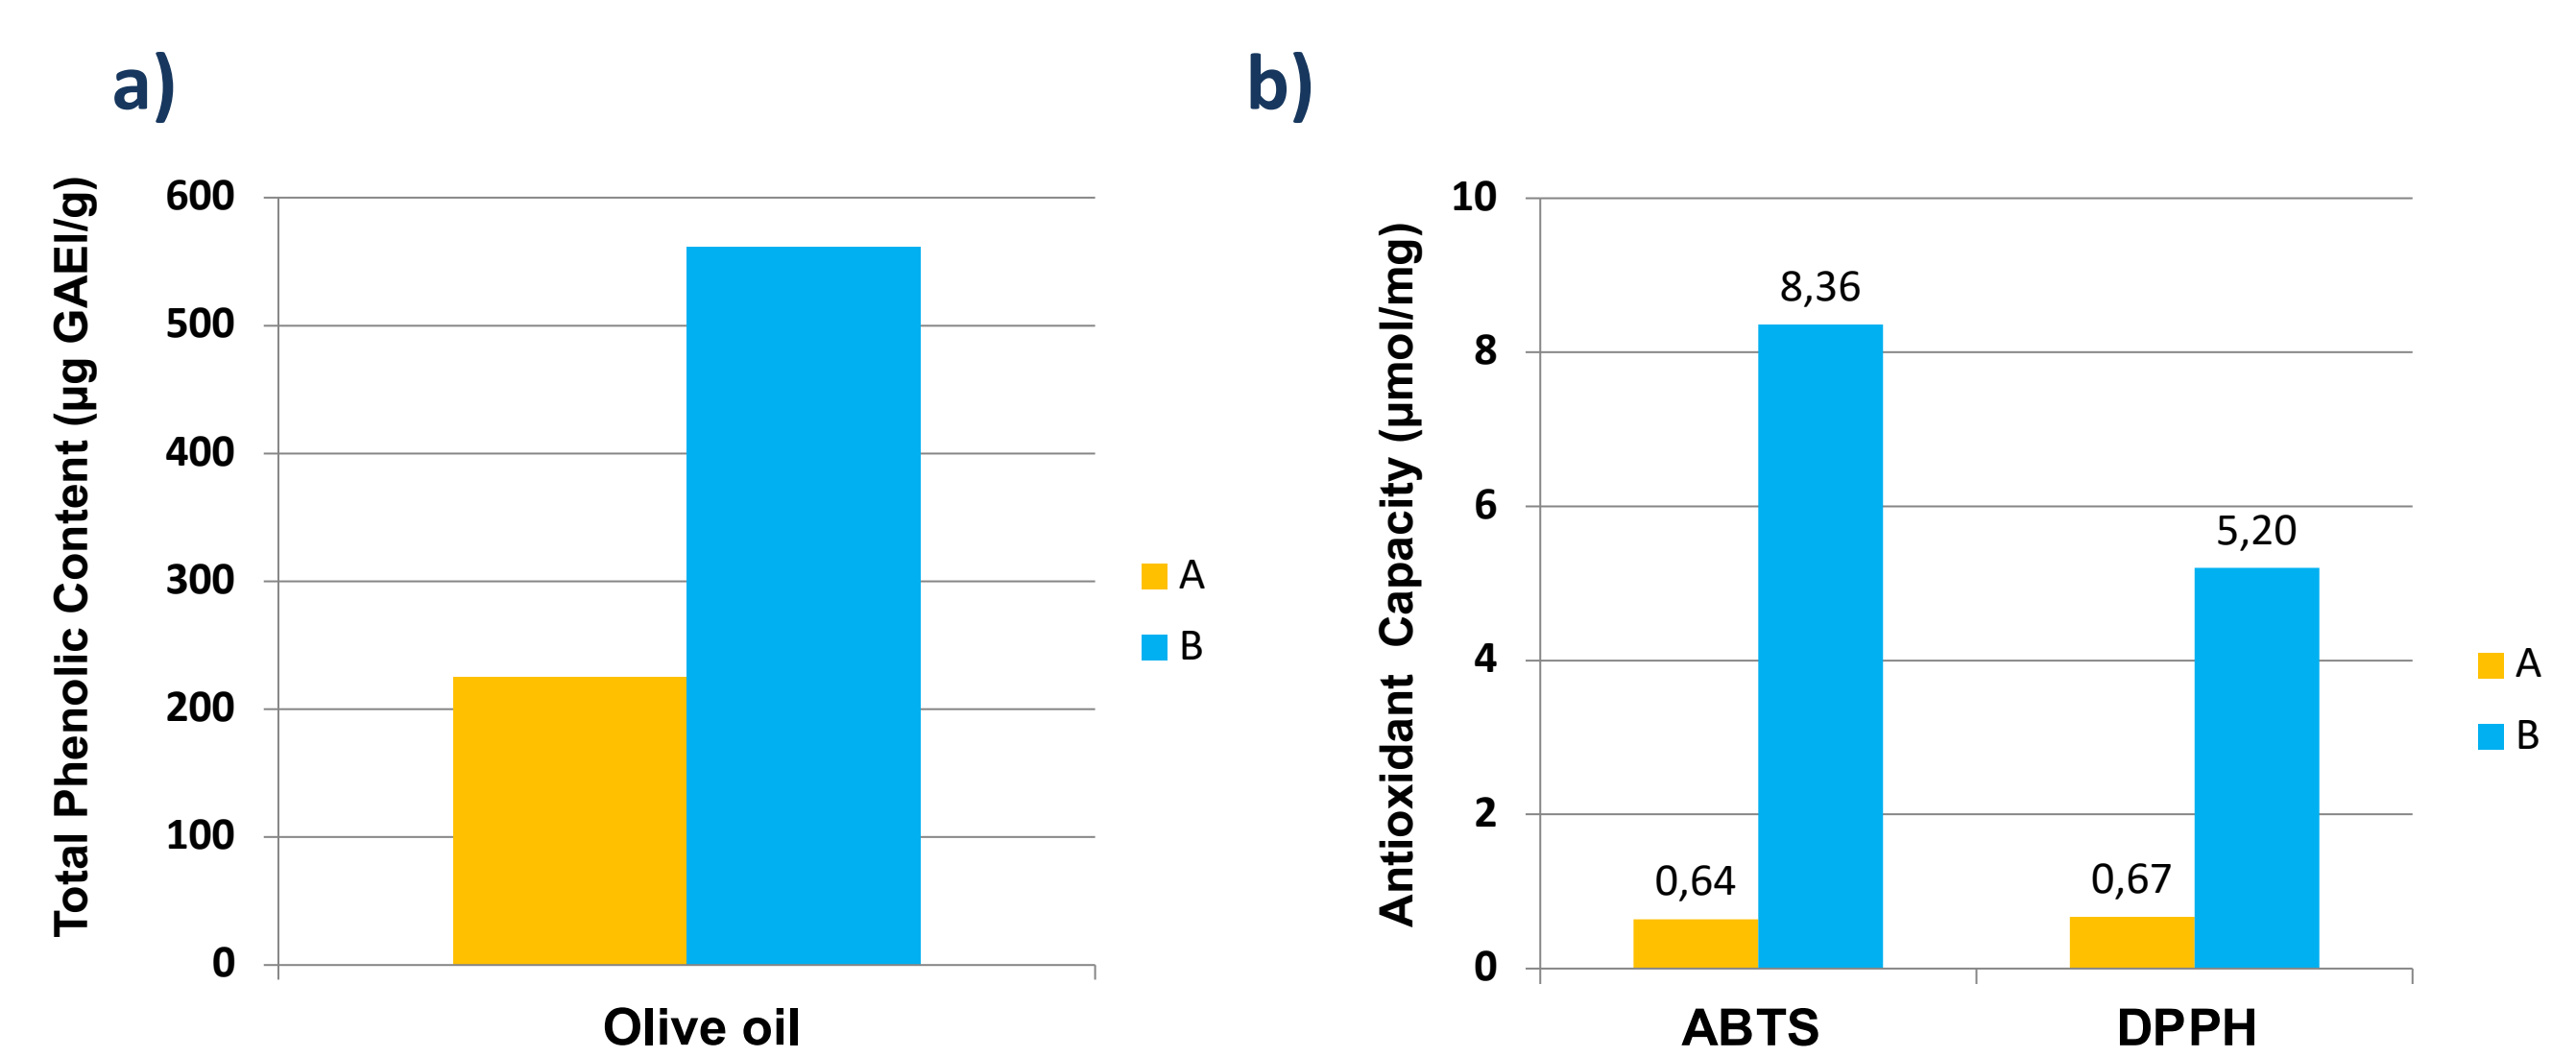 a)
Total Phenolic Content (µg GAEI/g)
600
500
400
300
200
100
0
Olive oil
A
B
b)
Antioxidant Capacity (µmol/mg)
10
8
6
4
2
0
8,36
5,20
0,64
0,67
ABTS
DPPH
A
B